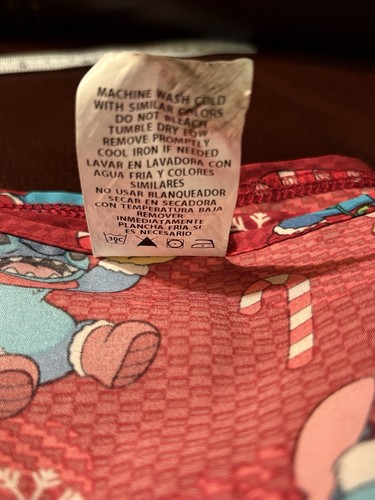 MACHINE WASH COLD
WITH SIMILAR COLORS
DO NOT BLEACH
TUMBLE DRY LOW
REMOVE PROMPTLY
COOL IRON IF NEEDED
LAVAR EN LAVADORA CON
AGUA FRIA Y COLORES
SIMILARES
NO USAR BLANQUEADOR
SECAR EN SECADORA
CON TEMPERATURA BAJA
REMOVER
INMEDIATAMENTE
PLANCHA FRIA SI
ES NECESARIO
30C